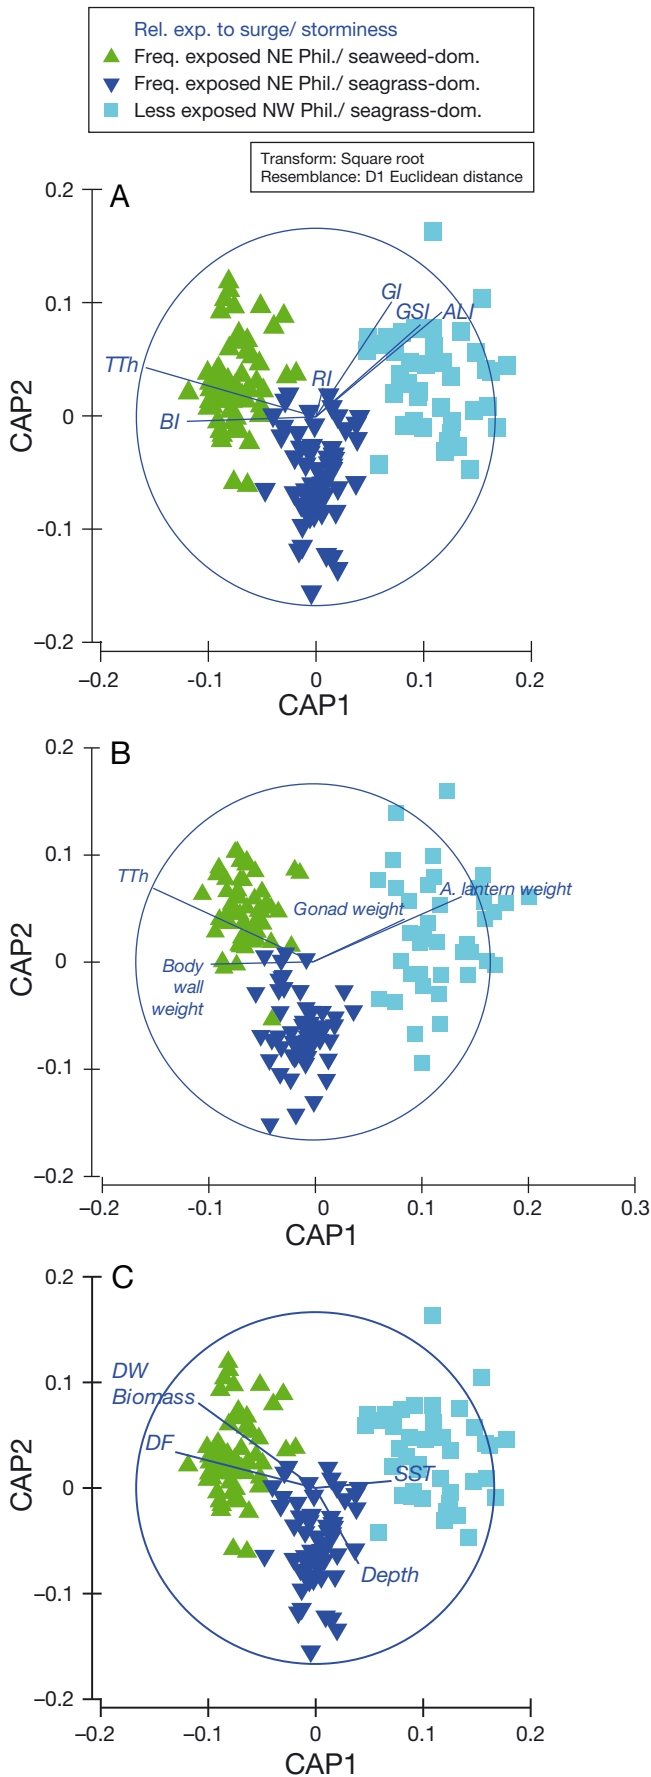 Rel. exp. to surge/ storminess
Freq. exposed NE Phil./ seaweed-dom.
Freq. exposed NE Phil./ seagrass-dom.
Less exposed NW Phil./ seagrass-dom.
Transform: Square root
Resemblance: D1 Euclidean distance
A
0.2
0.1
0
-0.1
–0.2
CAP2
GI
GSI
ALI
TTh
RI
BI
–0.2
-0.1
0
0.1
0.2
CAP1
B
0.2
0.1
0
-0.1
–0.2
CAP2
TTh
A. lantern weight
Gonad weight
Body
wall
weight
–0.2
-0.1
0
0.1
0.2
0.3
CAP1
C
0.2
0.1
0
–0.1
–0.2
CAP2
DW
Biomass
DF
SST
Depth
–0.2
-0.1
0
0.1
0.2
CAP1